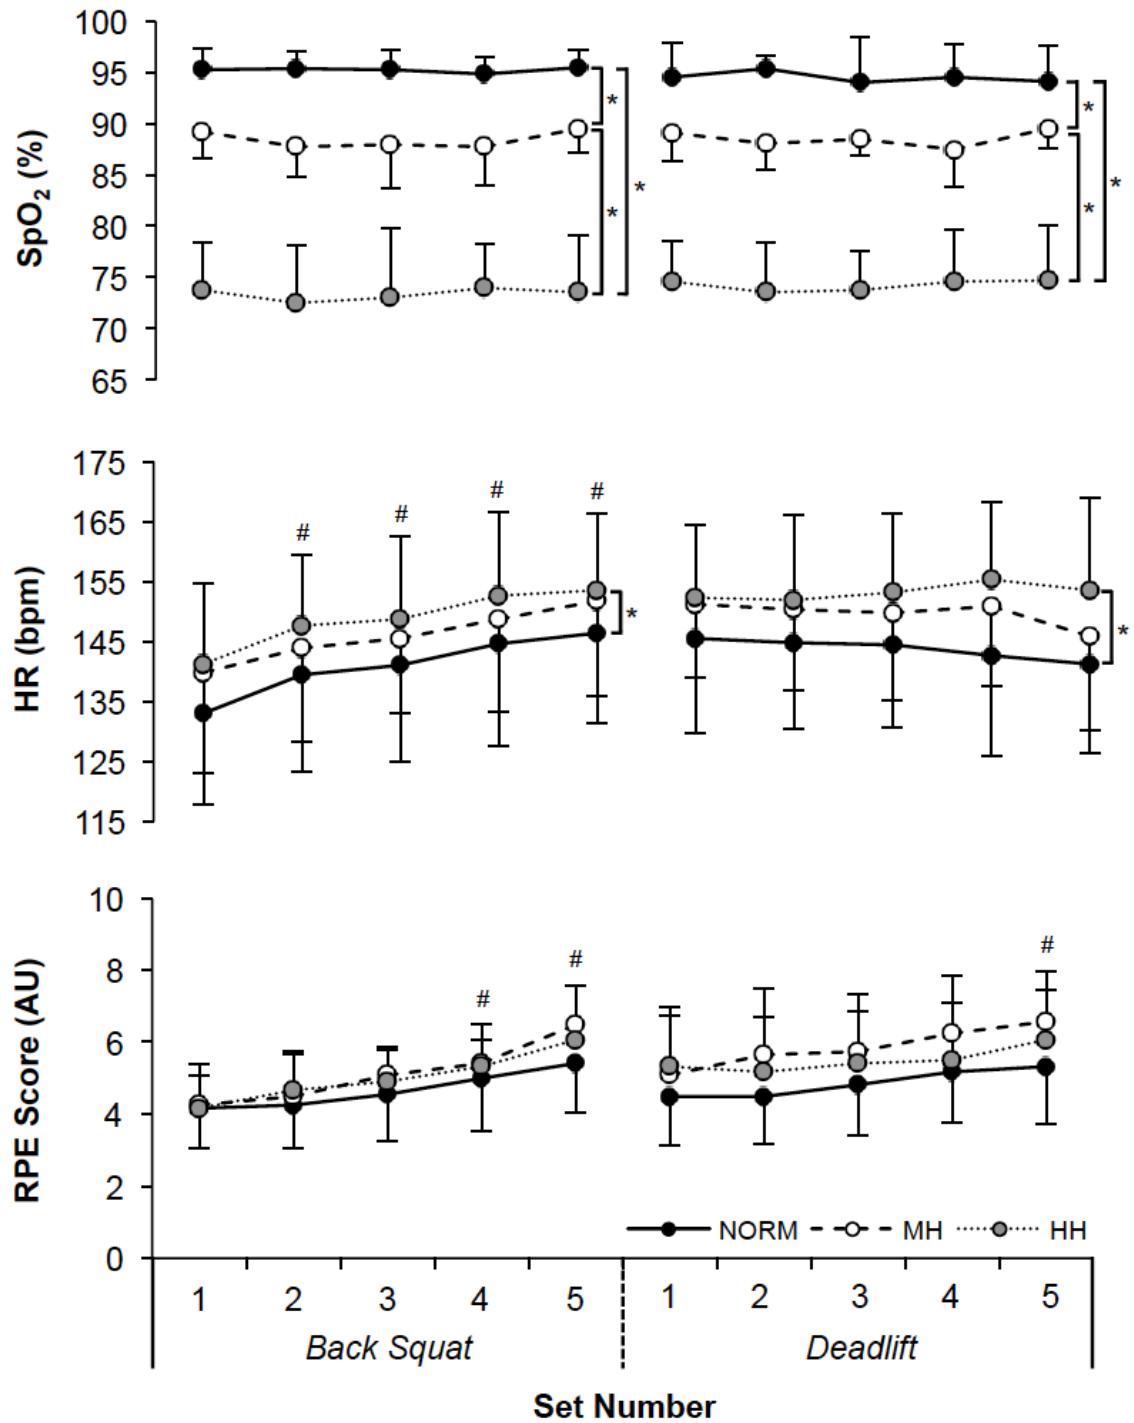 SpO2 (%)
100
95
90
85
80
75
70
65
* * * * * *
HR (bpm)
175
165
155
145
135
125
115
# # # #
* *
RPE Score (AU)
10
8
6
4
2
0
# # #
NORM MH HH
1 2 3 4 5 1 2 3 4 5
Back Squat Deadlift
Set Number